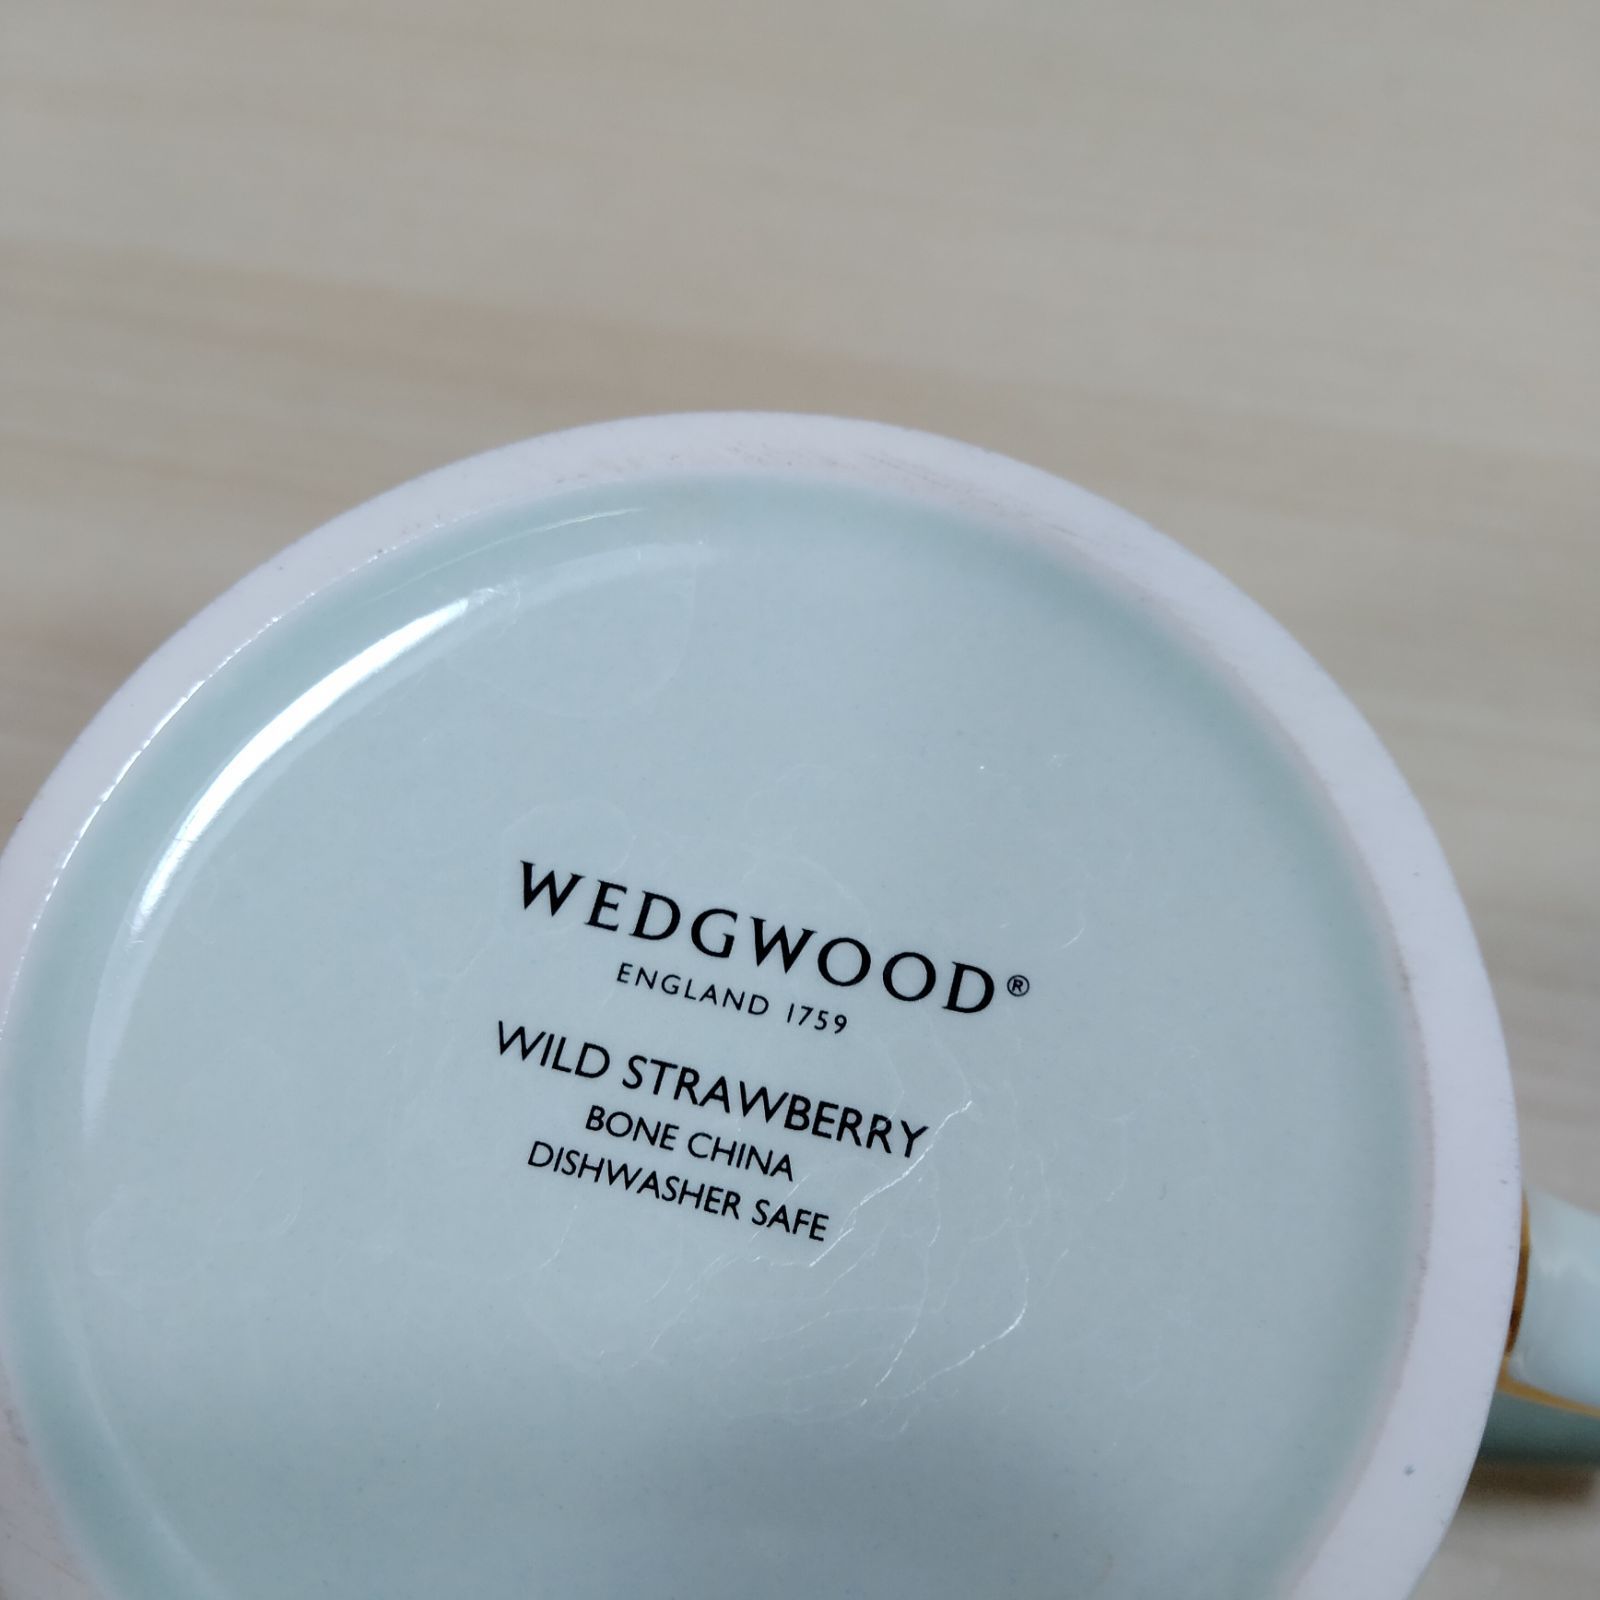 WEDGWOOD®
ENGLAND 1759
WILD STRAWBERRY
BONE CHINA
DISHWASHER SAFE